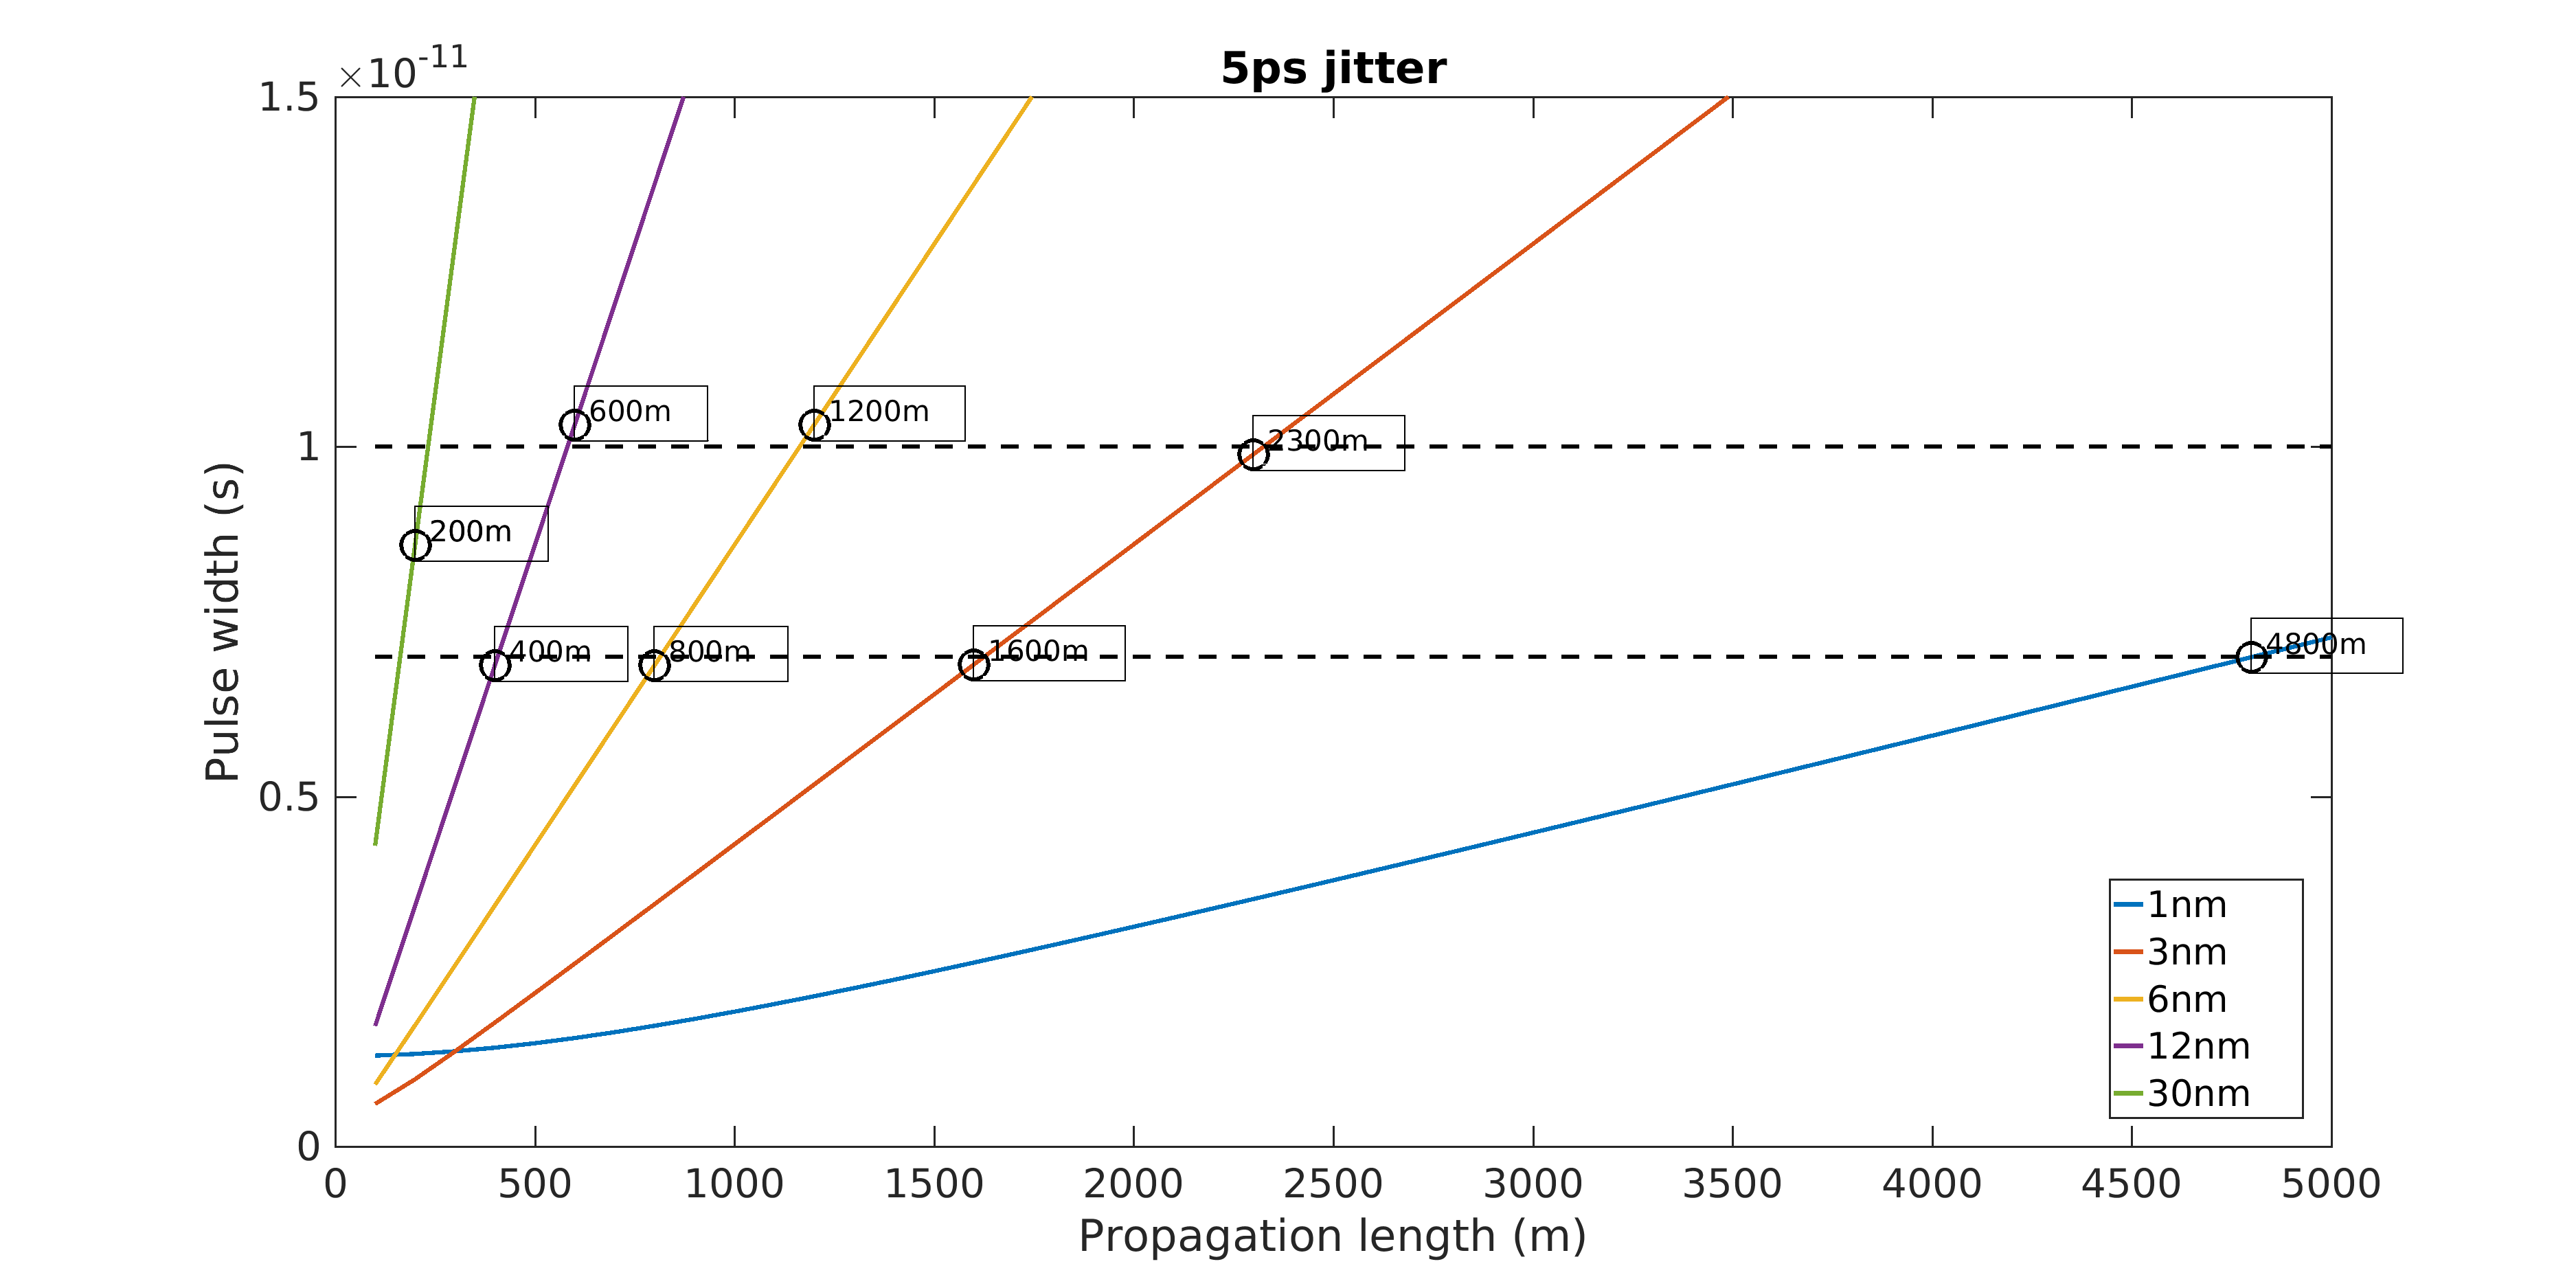 5ps jitter
×10-11
1.5
1
0.5
0
Pulse width (s)
600m
1200m
2300m
200m
400m
800m
1600m
4800m
1nm
3nm
6nm
12nm
30nm
0 500 1000 1500 2000 2500 3000 3500 4000 4500 5000
Propagation length (m)